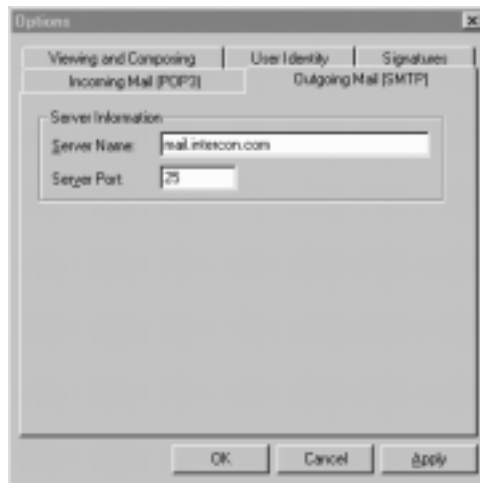 Options
Viewing and Composing User Identity Signatures
Incoming Mail (POP3) Outgoing Mail (SMTP)
Server Information
Server Name: mail.intercon.com
Server Port: 25
OK Cancel Apply